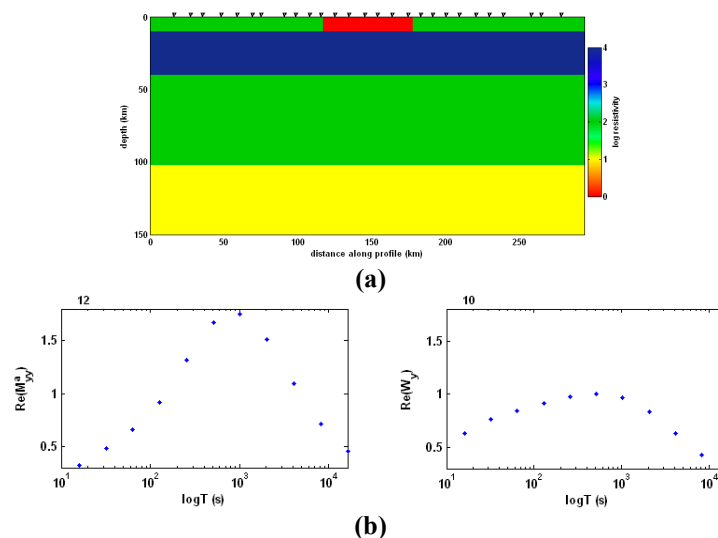 0
50
100
150
depth (km)
0 50 100 150 200 250
distance along profile (km)
4
3
2
1
0
log resistivity
(a)
12
1.5
1
0.5
Re(M^a_yy)
10^1 10^2 10^3 10^4
logT (s)
10
1.5
1
0.5
Re(W_y)
10^1 10^2 10^3 10^4
logT (s)
(b)